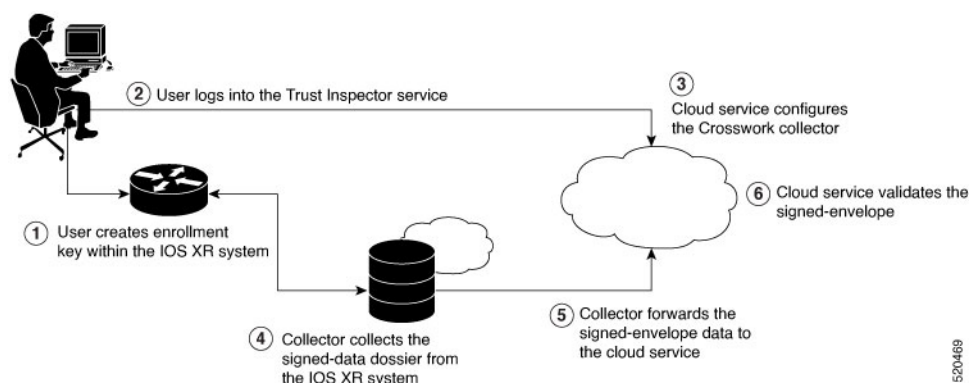 2 User logs into the Trust Inspector service
3
Cloud service configures
the Crosswork collector
6 Cloud service validates the
signed-envelope
1 User creates enrollment
key within the IOS XR system
4 Collector collects the
signed-data dossier from
the IOS XR system
5 Collector forwards the
signed-envelope data to
the cloud service
520469